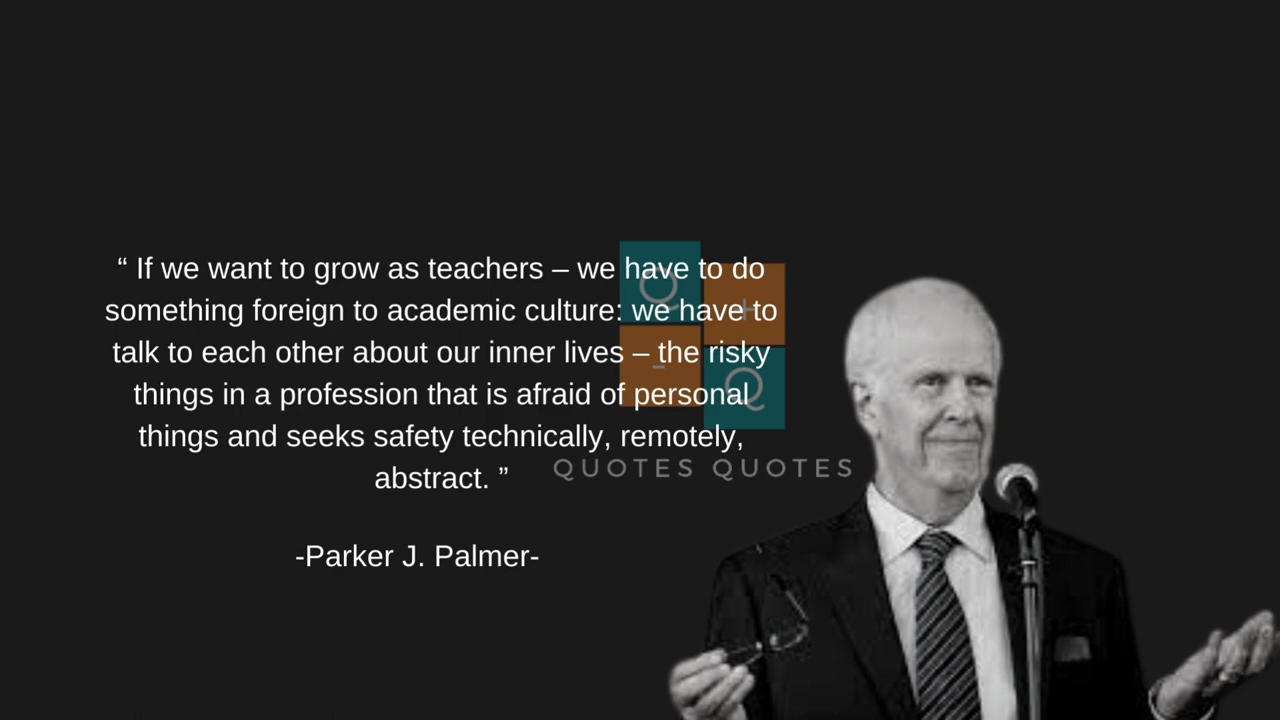 “ If we want to grow as teachers – we have to do
something foreign to academic culture: we have to
talk to each other about our inner lives – the risky
things in a profession that is afraid of personal
things and seeks safety technically, remotely,
abstract. ”
-Parker J. Palmer-
Q +
- Q
QUOTES QUOTES